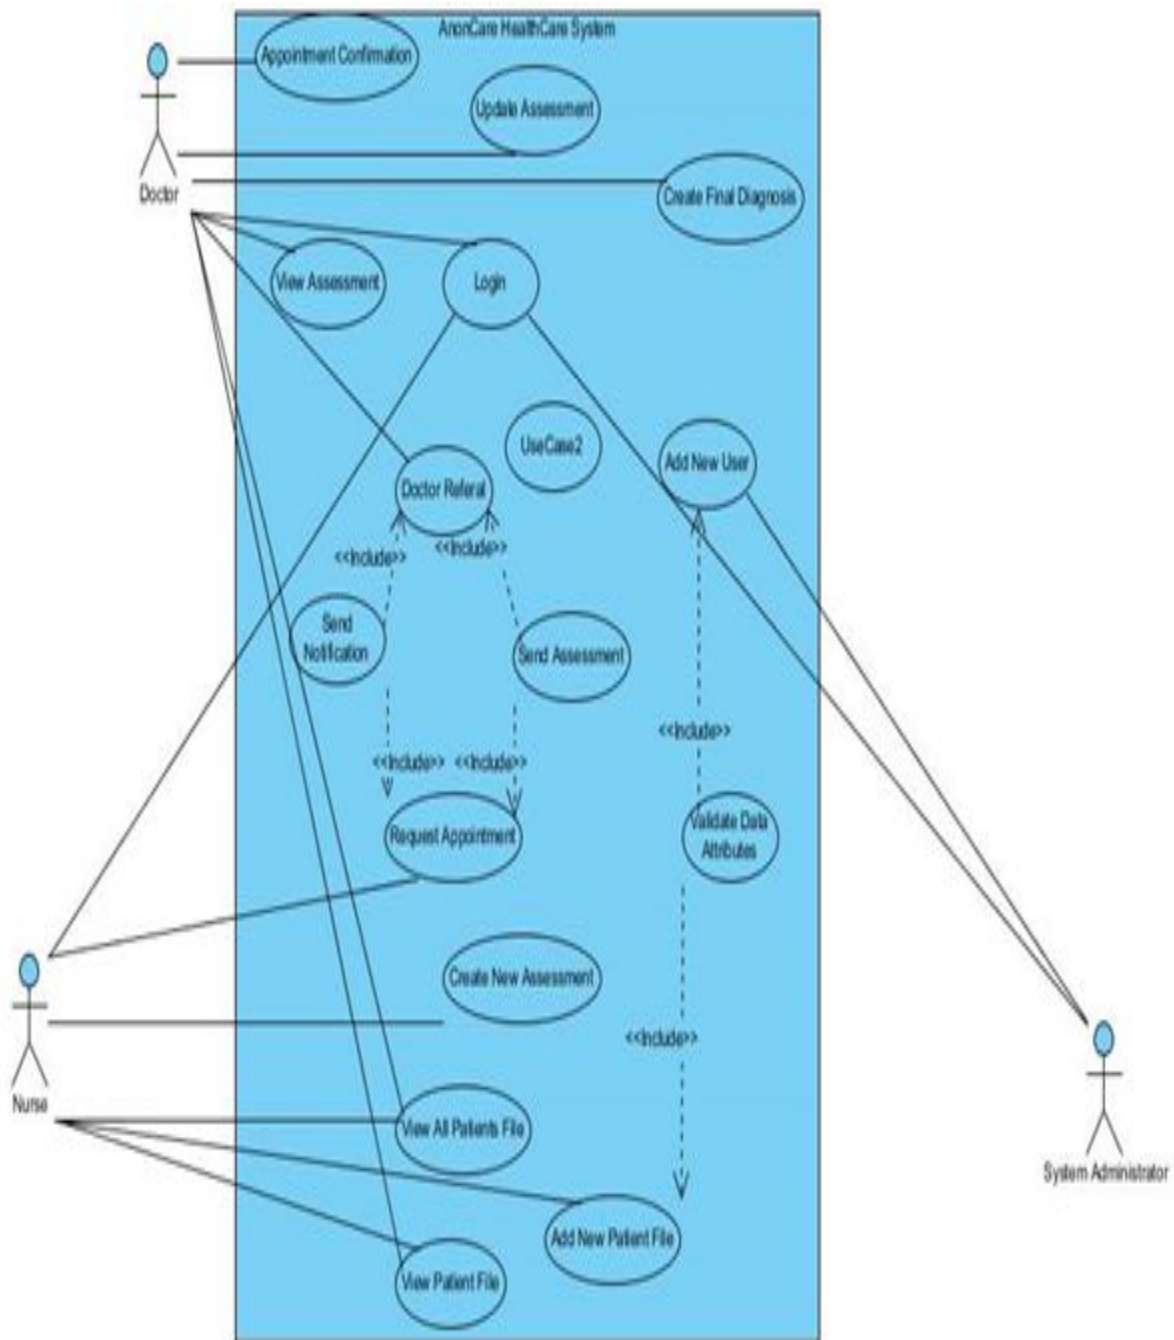 AnonCare HealthCare System
Appointment Confirmation
Update Assessment
Doctor
Create Final Diagnosis
View Assessment
Login
UseCase2
Add New User
Doctor Referal
<<Include>>
<<Include>>
Send
Notification
Send Assessment
<<Include>>
<<Include>>
<<Include>>
Request Appointment
Validate Data
Attributes
Create New Assessment
<<Include>>
Nurse
View All Patients File
System Administrator
Add New Patient File
View Patient File